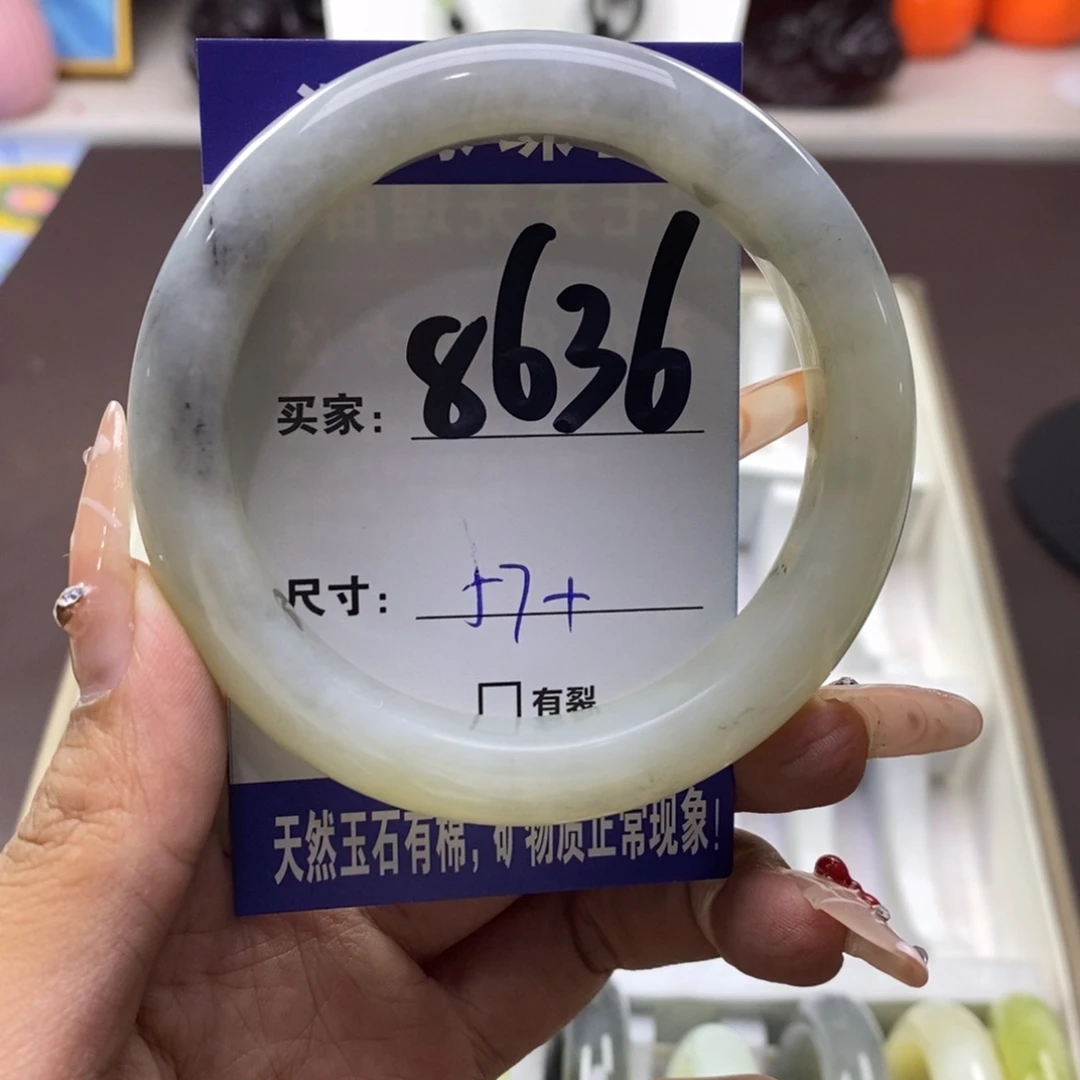 买家: 8636
尺寸: 57+
有裂
天然玉石有棉,矿物质正常现象!